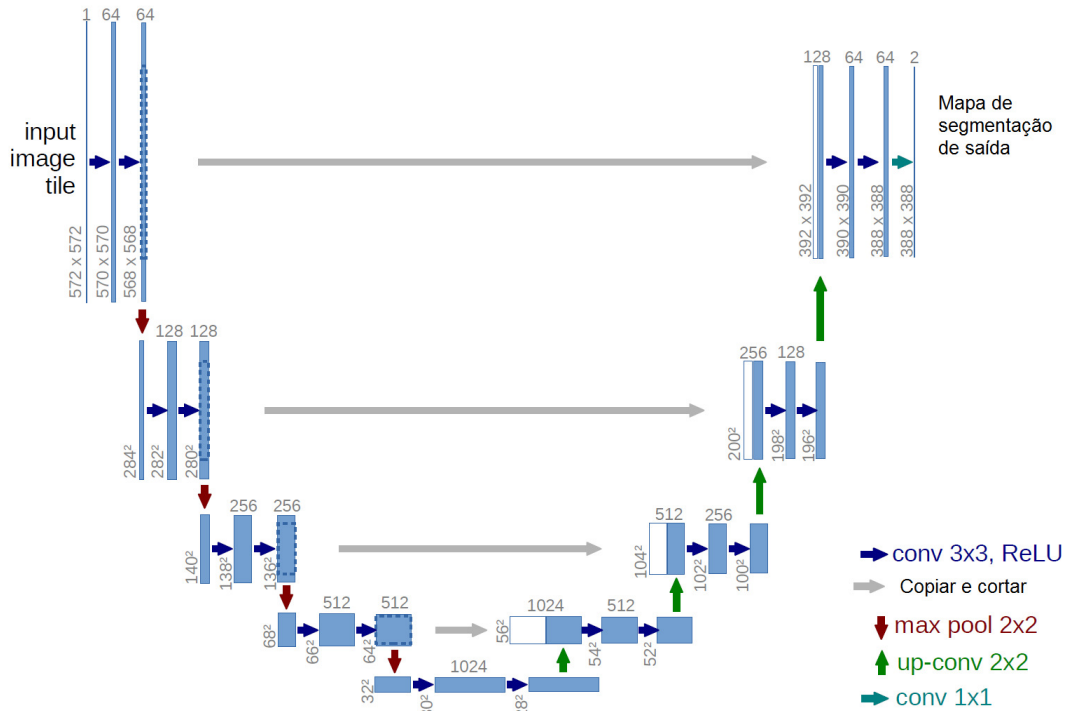 1 64 64
128 64 64 2
input
image
tile
Mapa de
segmentação
de saída
572 x 572
570 x 570
568 x 568
392 x 392
390 x 390
388 x 388
388 x 388
128 128
256 128
284²
282²
280²
200²
198²
196²
256 256
512 256
140²
138²
136²
104²
102²
100²
conv 3x3, ReLU
Copiar e cortar
max pool 2x2
up-conv 2x2
conv 1x1
512 512
1024 512
68²
66²
64²
56²
54²
52²
1024
32²